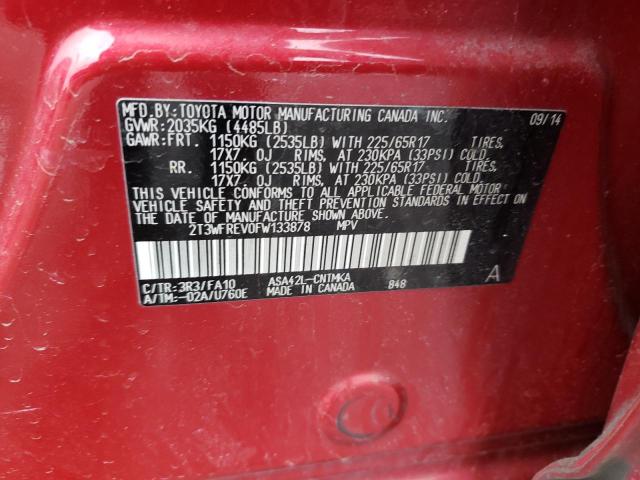 MFD.BY:TOYOTA MOTOR MANUFACTURING CANADA INC. 09/14
GVWR:2035KG (4485LB)
GAWR:FRT. 1150KG (2535LB) WITH 225/65R17 TIRES,
17X7. 0J RIMS, AT 230KPA (33PSI) COLD.
RR. 1150KG (2535LB) WITH 225/65R17 TIRES,
17X7. 0J RIMS, AT 230KPA (33PSI) COLD.
THIS VEHICLE CONFORMS TO ALL APPLICABLE FEDERAL MOTOR
VEHICLE SAFETY AND THEFT PREVENTION STANDARDS IN EFFECT
ON THE DATE OF MANUFACTURE SHOWN ABOVE.
2T3WFREV0FW133878 MPV
C/TR:3R3/FA10 ASA42L-CNTMKA A
A/TM:-02A/U760E MADE IN CANADA 848